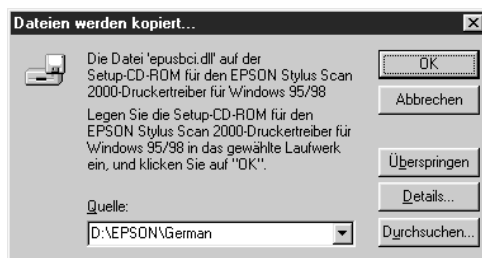 Dateien werden kopiert...
Die Datei 'epusbci.dll' auf der
Setup-CD-ROM für den EPSON Stylus Scan
2000-Druckertreiber für Windows 95/98
Legen Sie die Setup-CD-ROM für den
EPSON Stylus Scan 2000-Druckertreiber für
Windows 95/98 in das gewählte Laufwerk
ein, und klicken Sie auf "OK".
Quelle:
D:\EPSON\German
OK
Abbrechen
Überspringen
Details...
Durchsuchen...